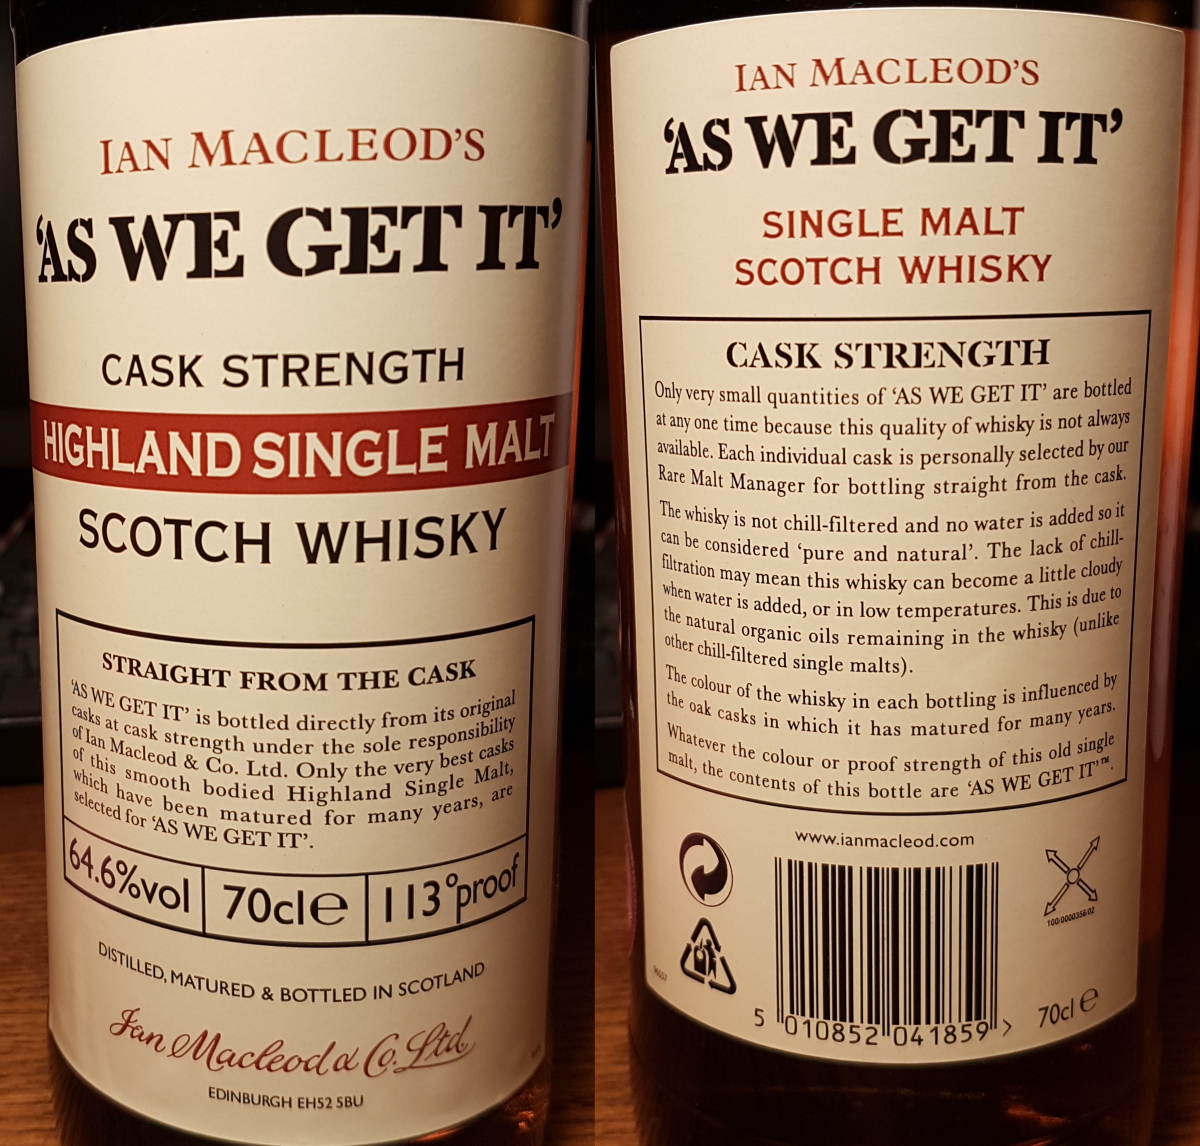 IAN MACLEOD'S
'AS WE GET IT'
CASK STRENGTH
HIGHLAND SINGLE MALT
SCOTCH WHISKY
STRAIGHT FROM THE CASK
'AS WE GET IT' is bottled directly from its original
casks at cask strength under the sole responsibility
of Ian Macleod & Co. Ltd. Only the very best casks
of this smooth bodied Highland Single Malt,
which have been matured for many years, are
selected for 'AS WE GET IT'.
64.6%vol 70cl℮ 113°proof
DISTILLED, MATURED & BOTTLED IN SCOTLAND
Ian Macleod & Co. Ltd.
EDINBURGH EH52 5BU
IAN MACLEOD'S
'AS WE GET IT'
SINGLE MALT
SCOTCH WHISKY
CASK STRENGTH
Only very small quantities of 'AS WE GET IT' are bottled
at any one time because this quality of whisky is not always
available. Each individual cask is personally selected by our
Rare Malt Manager for bottling straight from the cask.
The whisky is not chill-filtered and no water is added so it
can be considered 'pure and natural'. The lack of chill-
filtration may mean this whisky can become a little cloudy
when water is added, or in low temperatures. This is due to
the natural organic oils remaining in the whisky (unlike
other chill-filtered single malts).
The colour of the whisky in each bottling is influenced by
the oak casks in which it has matured for many years.
Whatever the colour or proof strength of this old single
malt, the contents of this bottle are 'AS WE GET IT'™.
www.ianmacleod.com
100/0000356/02
5 010852 041859 >
70cl ℮